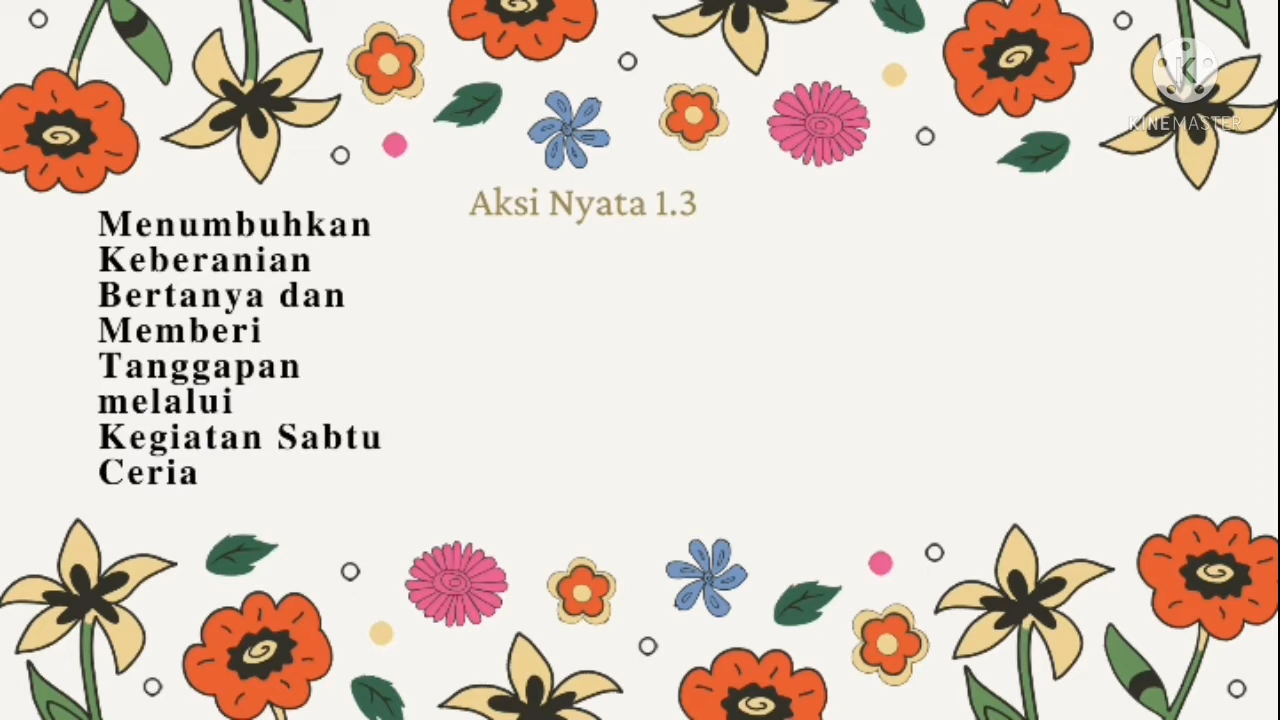 KINEMASTER
Aksi Nyata 1.3
Menumbuhkan
Keberanian
Bertanya dan
Memberi
Tanggapan
melalui
Kegiatan Sabtu
Ceria